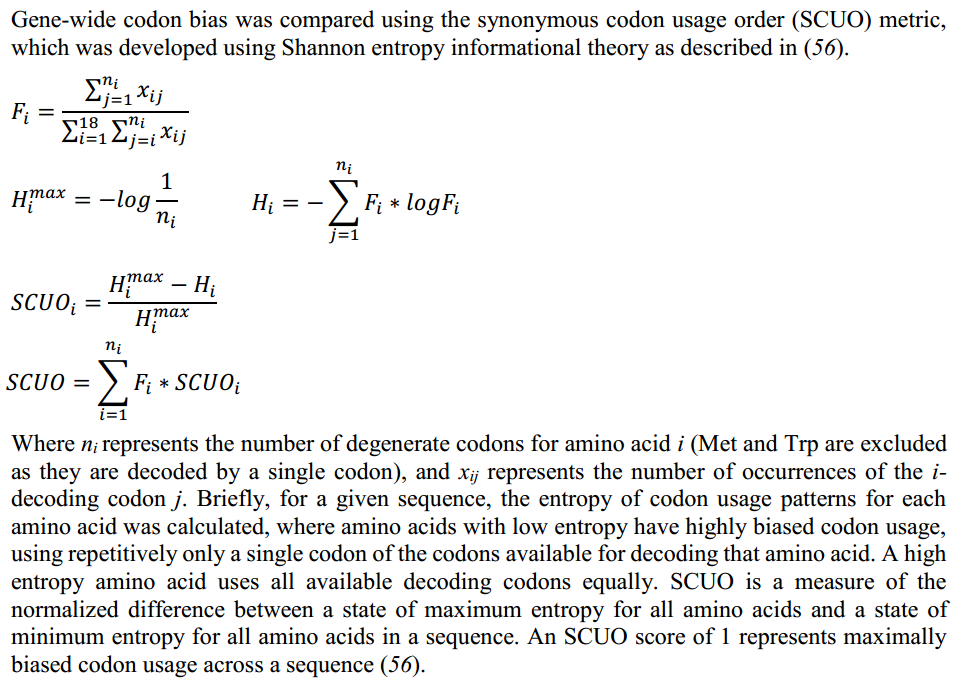 Gene-wide codon bias was compared using the synonymous codon usage order (SCUO) metric,
which was developed using Shannon entropy informational theory as described in (56).
F_i = \frac{\sum_{j=1}^{n_i} x_{ij}}{\sum_{i=1}^{18} \sum_{j=i}^{n_i} x_{ij}}
H_i^{max} = -log \frac{1}{n_i} H_i = -\sum_{j=1}^{n_i} F_i * logF_i
SCUO_i = \frac{H_i^{max} - H_i}{H_i^{max}}
SCUO = \sum_{i=1}^{n_i} F_i * SCUO_i
Where n_i represents the number of degenerate codons for amino acid i (Met and Trp are excluded
as they are decoded by a single codon), and x_{ij} represents the number of occurrences of the i-
decoding codon j. Briefly, for a given sequence, the entropy of codon usage patterns for each
amino acid was calculated, where amino acids with low entropy have highly biased codon usage,
using repetitively only a single codon of the codons available for decoding that amino acid. A high
entropy amino acid uses all available decoding codons equally. SCUO is a measure of the
normalized difference between a state of maximum entropy for all amino acids and a state of
minimum entropy for all amino acids in a sequence. An SCUO score of 1 represents maximally
biased codon usage across a sequence (56).